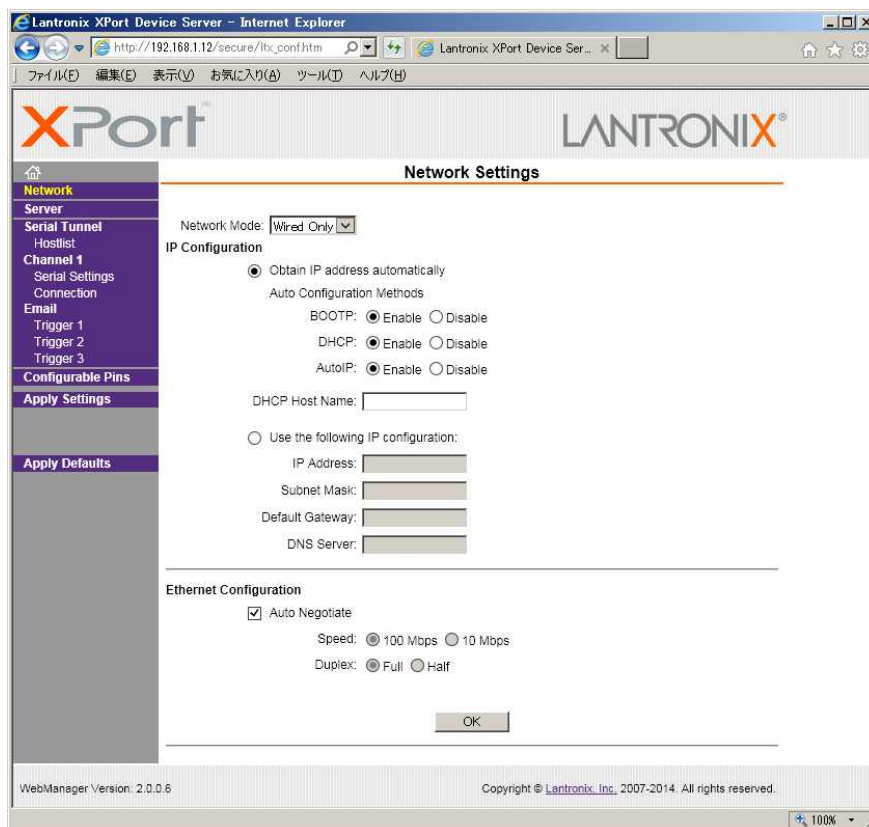 Lantronix XPort Device Server - Internet Explorer
http://192.168.1.12/secure/ltx_conf.htm
Lantronix XPort Device Ser...
ファイル(F) 編集(E) 表示(V) お気に入り(A) ツール(T) ヘルプ(H)
XPort™
LANTRONIX®
Network Settings
Network
Server
Serial Tunnel
Hostlist
Channel 1
Serial Settings
Connection
Email
Trigger 1
Trigger 2
Trigger 3
Configurable Pins
Apply Settings
Apply Defaults
Network Mode: Wired Only
IP Configuration
Obtain IP address automatically
Auto Configuration Methods
BOOTP: Enable Disable
DHCP: Enable Disable
AutoIP: Enable Disable
DHCP Host Name:
Use the following IP configuration:
IP Address:
Subnet Mask:
Default Gateway:
DNS Server:
Ethernet Configuration
Auto Negotiate
Speed: 100 Mbps 10 Mbps
Duplex: Full Half
OK
WebManager Version: 2.0.0.6
Copyright © Lantronix, Inc. 2007-2014. All rights reserved.
100%